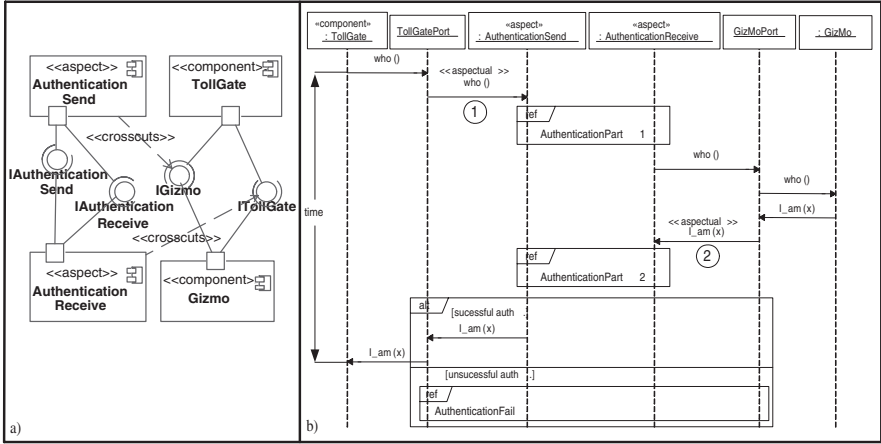 <<aspect>>
Authentication
Send
<<component>>
TollGate
<<crosscuts>>
IAuthentication
Send
IAuthentication
Receive
IGizmo
ITollGate
<<crosscuts>>
<<aspect>>
Authentication
Receive
<<component>>
Gizmo
a)
«component»
: TollGate
TollGatePort
«aspect»
: AuthenticationSend
«aspect»
: AuthenticationReceive
GizMoPort
: GizMo
who ()
<< aspectual >>
who ()
1
ref
AuthenticationPart 1
who ()
who ()
I_am (x)
<< aspectual >>
I_am (x)
2
time
ref
AuthenticationPart 2
alt
[sucessful auth .
I_am (x)
I_am (x)
[unsucessful auth .]
ref
AuthenticationFail
b)